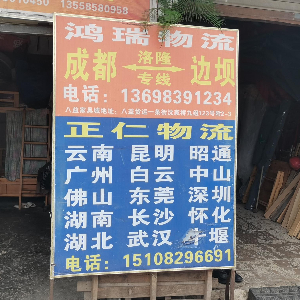 13558580958
鸿瑞物流
成都 洛隆 边坝
专线
电话：13698391234
正仁物流
云南 昆明 昭通
广州 白云 中山
佛山 东莞 深圳
湖南 长沙 怀化
湖北 武汉 十堰
电话：15108296691